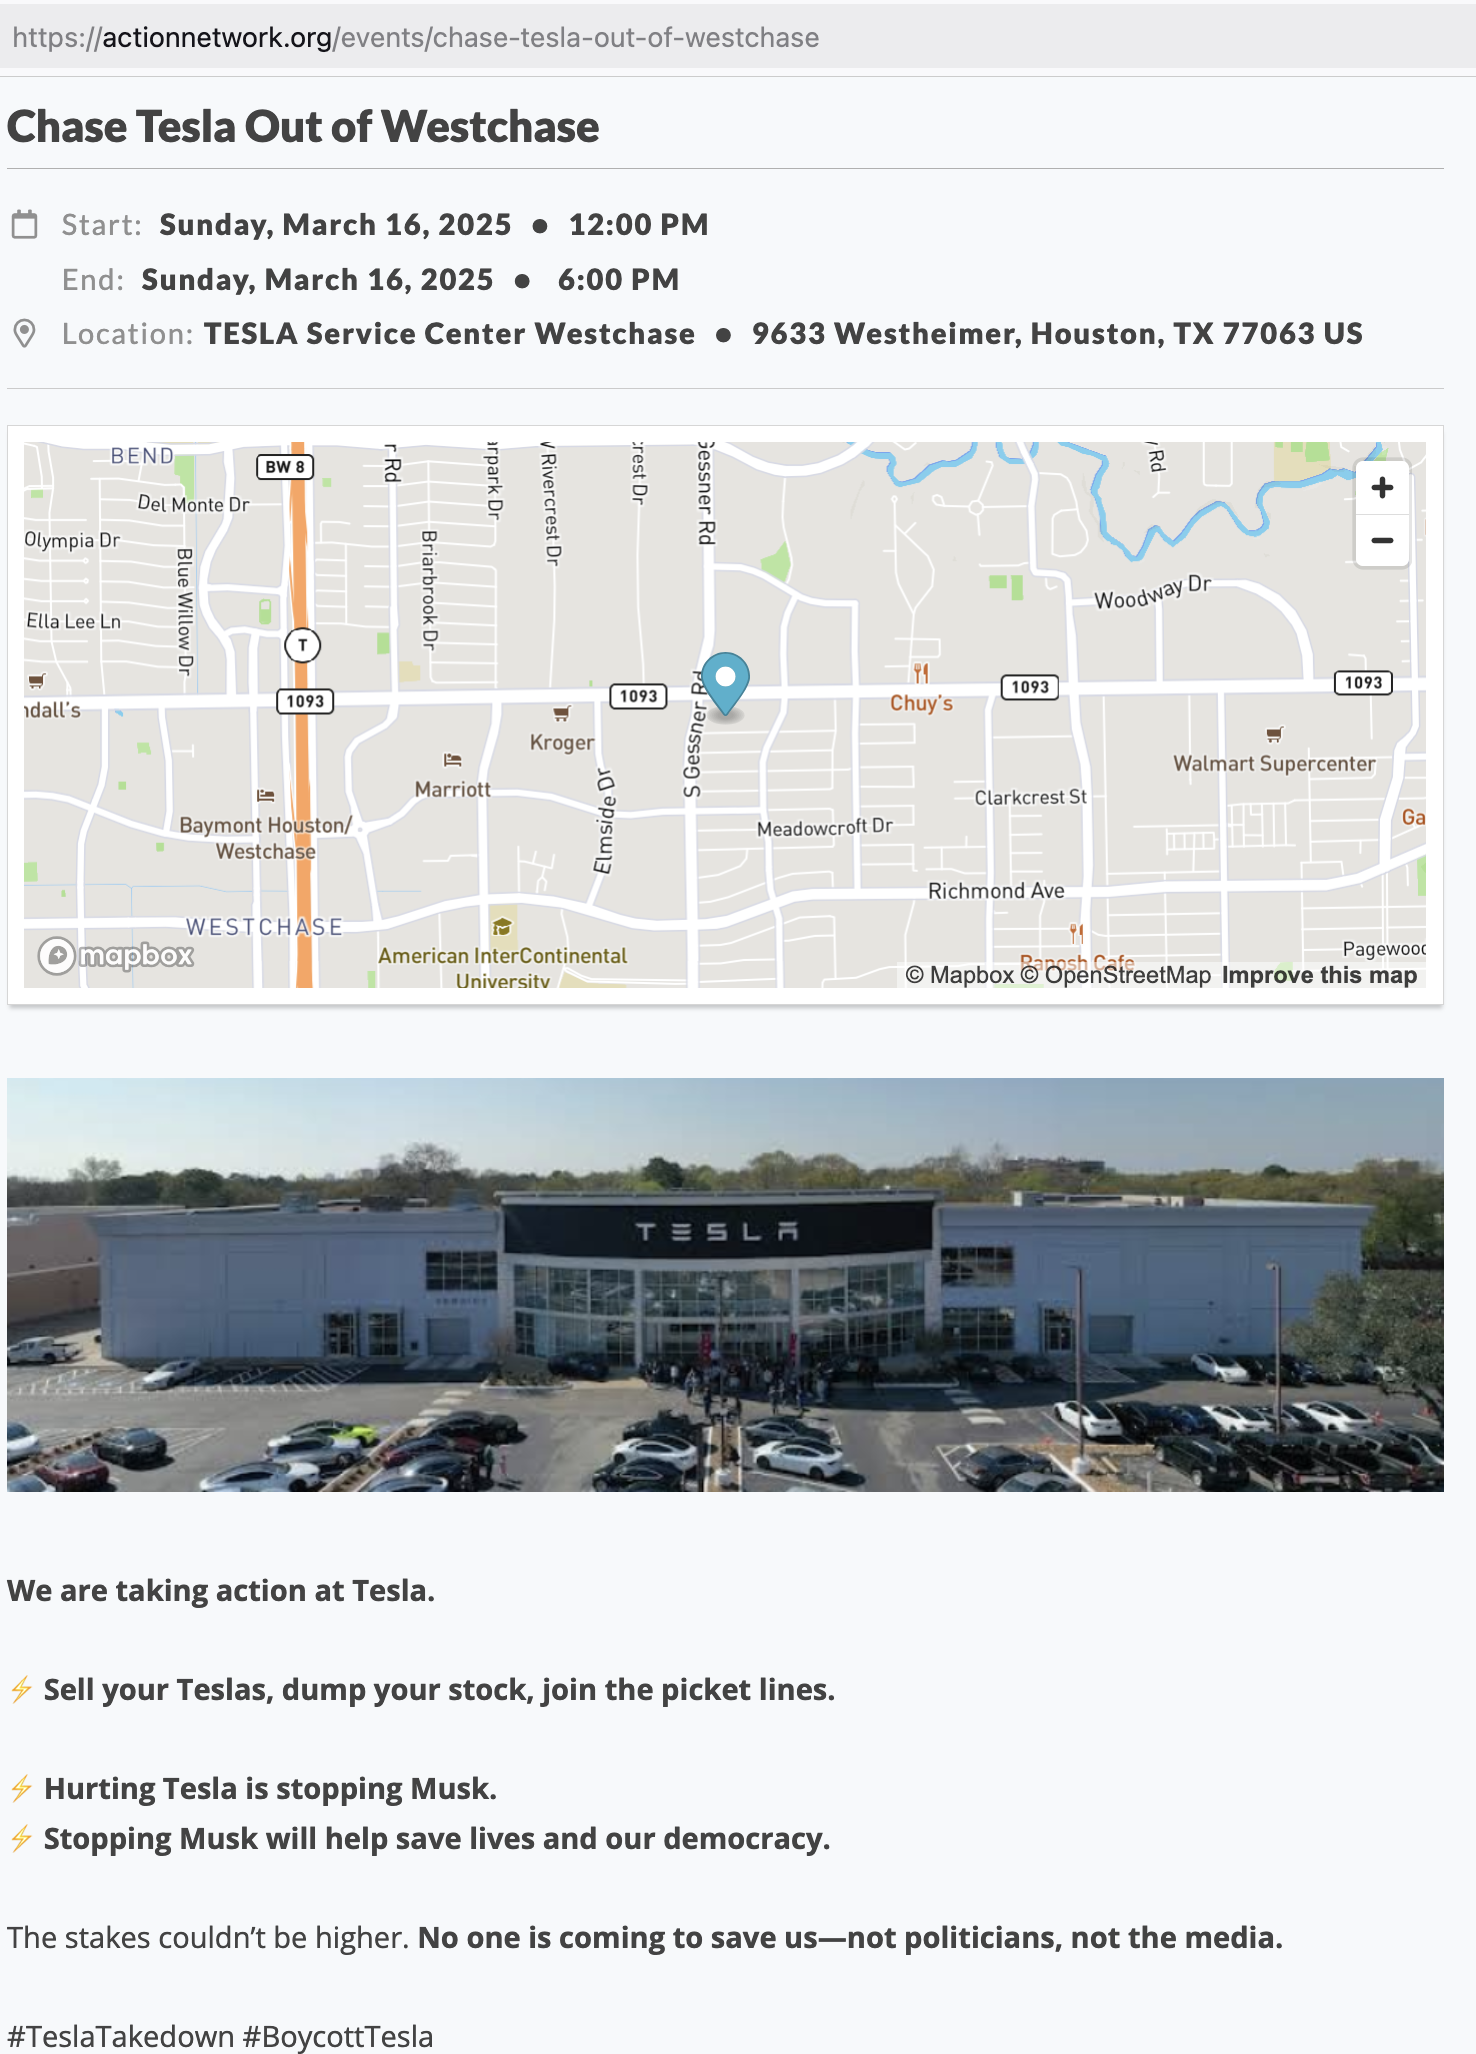 https://actionnetwork.org/events/chase-tesla-out-of-westchase
Chase Tesla Out of Westchase
Start: Sunday, March 16, 2025 ● 12:00 PM
End: Sunday, March 16, 2025 ● 6:00 PM
Location: TESLA Service Center Westchase ● 9633 Westheimer, Houston, TX 77063 US
BEND
BW 8
r Rd
arpark Dr
Rivercrest Dr
crest Dr
Gessner Rd
y Rd
+
−
Del Monte Dr
Olympia Dr
Blue Willow Dr
Briarbrook Dr
Woodway Dr
Ella Lee Ln
T
1093
1093
1093
1093
ndall's
S Gessner Rd
Chuy's
Kroger
Marriott
Walmart Supercenter
Elmside Dr
Clarkcrest St
Baymont Houston/
Westchase
Meadowcroft Dr
Ga
Richmond Ave
WESTCHASE
American InterContinental
University
Pagewood
Ranosh Cafe
mapbox
© Mapbox © OpenStreetMap Improve this map
TESLA
We are taking action at Tesla.
⚡ Sell your Teslas, dump your stock, join the picket lines.
⚡ Hurting Tesla is stopping Musk.
⚡ Stopping Musk will help save lives and our democracy.
The stakes couldn't be higher. No one is coming to save us—not politicians, not the media.
#TeslaTakedown #BoycottTesla